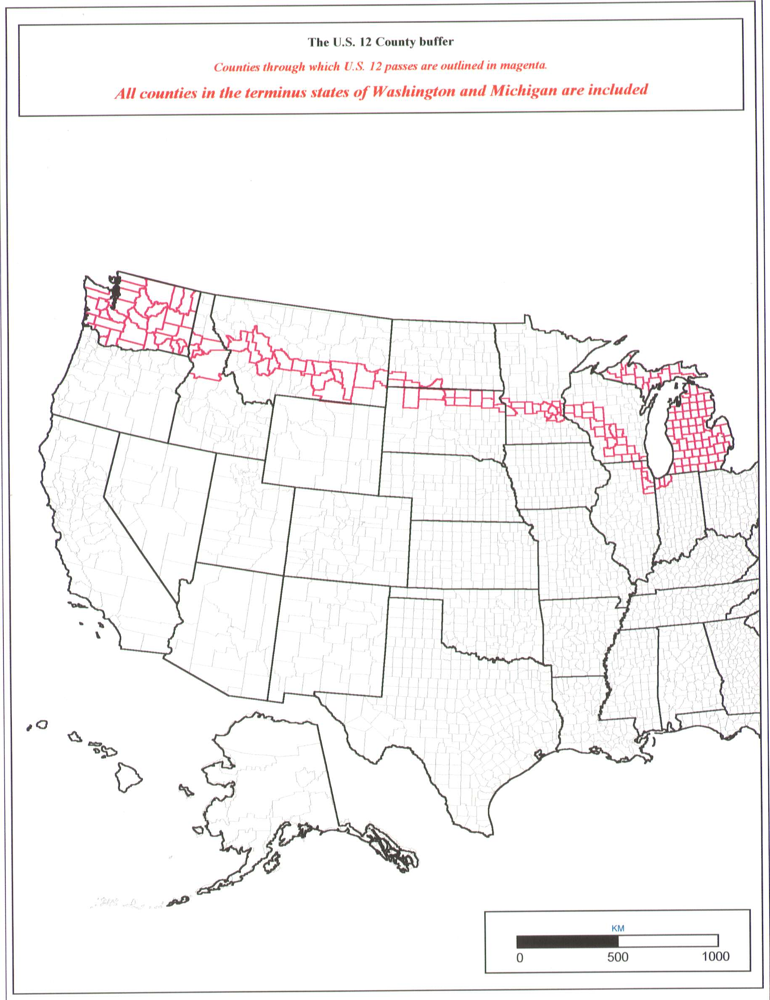 The U.S. 12 County buffer
Counties through which U.S. 12 passes are outlined in magenta.
All counties in the terminus states of Washington and Michigan are included
KM
0 500 1000